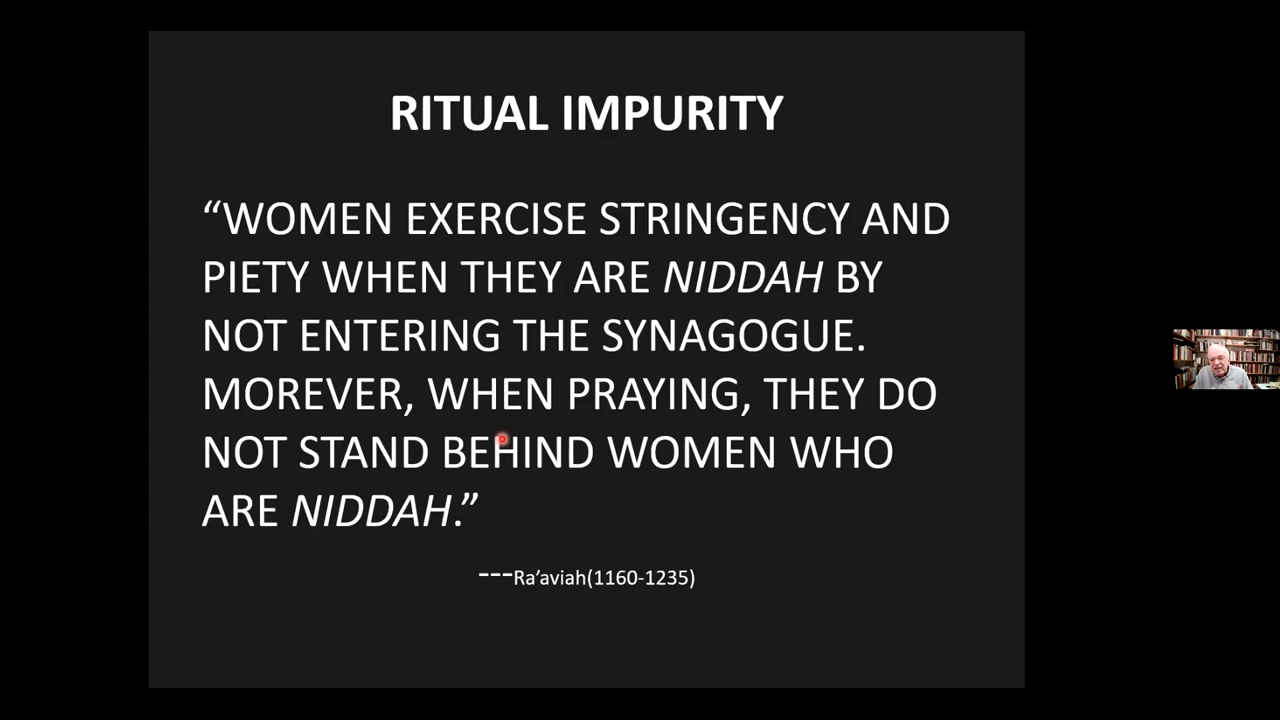 RITUAL IMPURITY
“WOMEN EXERCISE STRINGENCY AND
PIETY WHEN THEY ARE NIDDAH BY
NOT ENTERING THE SYNAGOGUE.
MOREVER, WHEN PRAYING, THEY DO
NOT STAND BEHIND WOMEN WHO
ARE NIDDAH.”
---Ra’aviah(1160-1235)